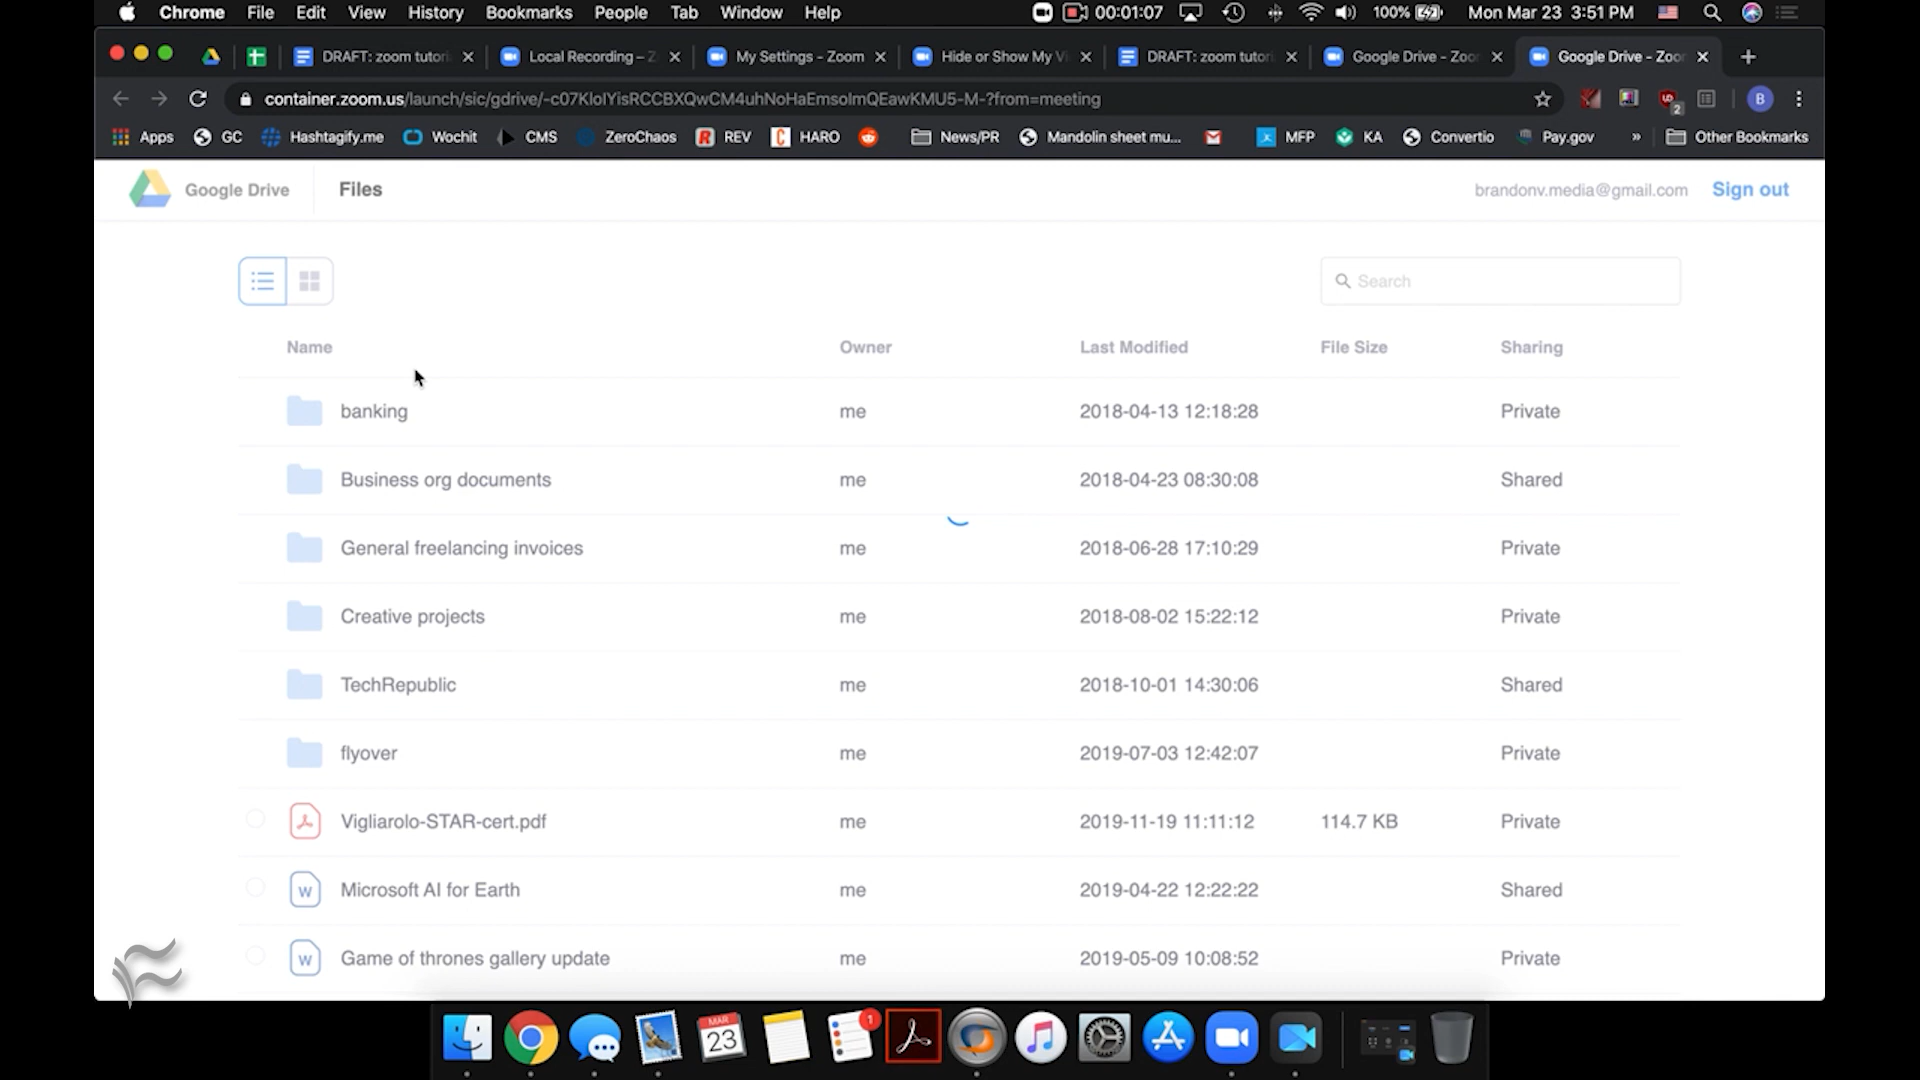 Chrome File Edit View History Bookmarks People Tab Window Help 00:01:07 100% Mon Mar 23 3:51 PM
DRAFT: zoom tutori Local Recording – Z My Settings - Zoom Hide or Show My Vi DRAFT: zoom tutori Google Drive - Zoo Google Drive - Zoo
container.zoom.us/launch/sic/gdrive/-c07KloIYisRCCBXQwCM4uhNoHaEmsolmQEawKMU5-M-?from=meeting
2
B
Apps GC Hashtagify.me Wochit CMS ZeroChaos REV HARO News/PR Mandolin sheet mu... MFP KA Convertio Pay.gov » Other Bookmarks
Google Drive Files brandonv.media@gmail.com Sign out
Search
Name Owner Last Modified File Size Sharing
banking me 2018-04-13 12:18:28 Private
Business org documents me 2018-04-23 08:30:08 Shared
General freelancing invoices me 2018-06-28 17:10:29 Private
Creative projects me 2018-08-02 15:22:12 Private
TechRepublic me 2018-10-01 14:30:06 Shared
flyover me 2019-07-03 12:42:07 Private
Vigliarolo-STAR-cert.pdf me 2019-11-19 11:11:12 114.7 KB Private
W Microsoft AI for Earth me 2019-04-22 12:22:22 Shared
W Game of thrones gallery update me 2019-05-09 10:08:52 Private
MAR
23
1